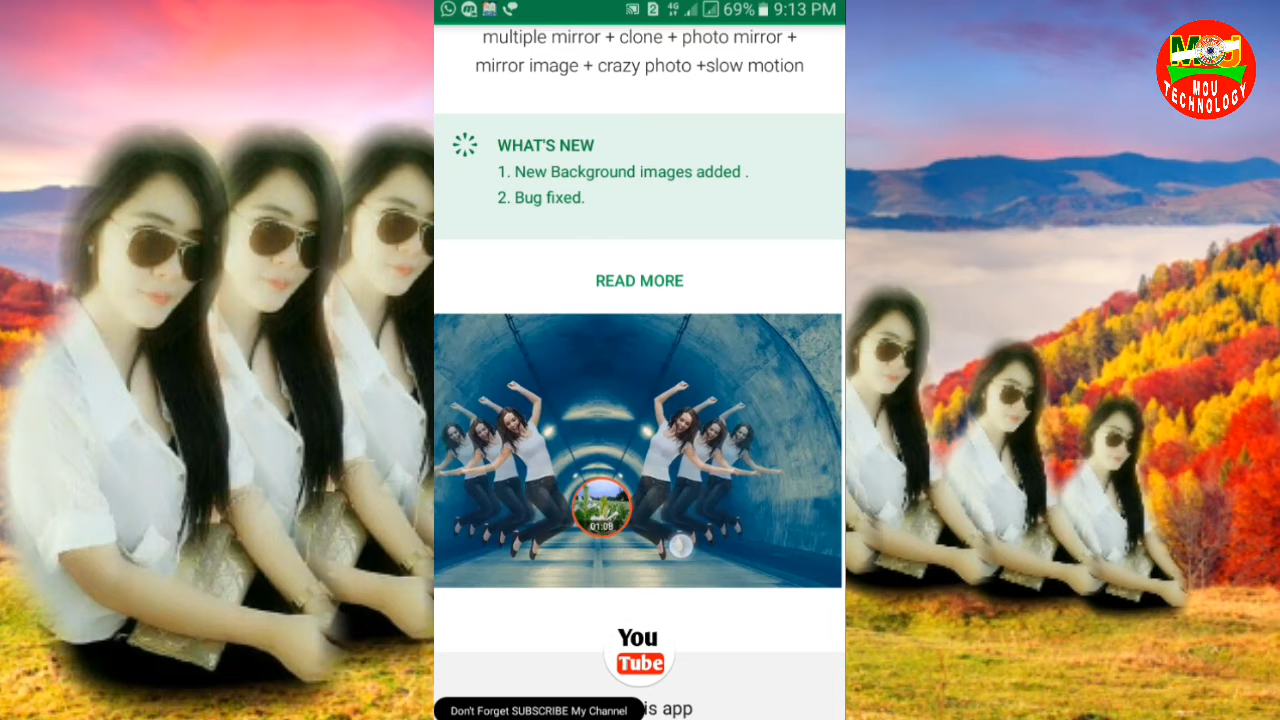 4G 69% 9:13 PM
multiple mirror + clone + photo mirror +
mirror image + crazy photo +slow motion
WHAT'S NEW
1. New Background images added .
2. Bug fixed.
READ MORE
01:09
You
Tube
Don't Forget SUBSCRIBE My Channel
is app
MOU
TECHNOLOGY